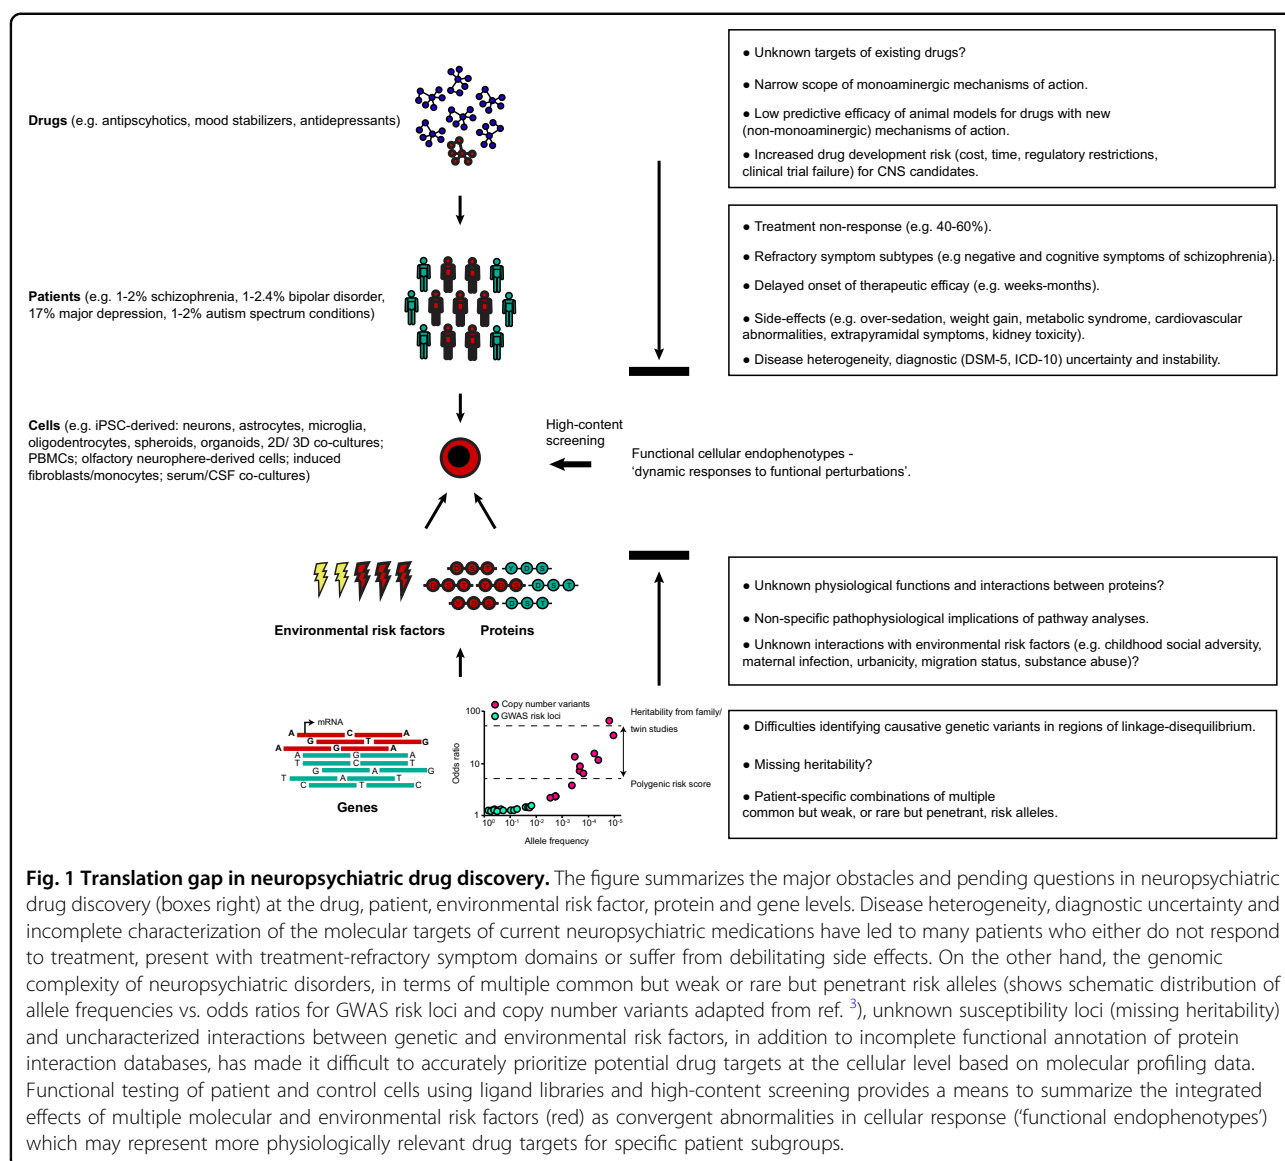 ● Unknown targets of existing drugs?
● Narrow scope of monoaminergic mechanisms of action.
● Low predictive efficacy of animal models for drugs with new
(non-monoaminergic) mechanisms of action.
● Increased drug development risk (cost, time, regulatory restrictions,
clinical trial failure) for CNS candidates.
Drugs (e.g. antipscyhotics, mood stabilizers, antidepressants)
● Treatment non-response (e.g. 40-60%).
● Refractory symptom subtypes (e.g negative and cognitive symptoms of schizophrenia).
● Delayed onset of therapeutic efficay (e.g. weeks-months).
● Side-effects (e.g. over-sedation, weight gain, metabolic syndrome, cardiovascular
abnormalities, extrapyramidal symptoms, kidney toxicity).
● Disease heterogeneity, diagnostic (DSM-5, ICD-10) uncertainty and instability.
Patients (e.g. 1-2% schizophrenia, 1-2.4% bipolar disorder,
17% major depression, 1-2% autism spectrum conditions)
Cells (e.g. iPSC-derived: neurons, astrocytes, microglia,
oligodentrocytes, spheroids, organoids, 2D/ 3D co-cultures;
PBMCs; olfactory neurophere-derived cells; induced
fibroblasts/monocytes; serum/CSF co-cultures)
High-content
screening
Functional cellular endophenotypes -
‘dynamic responses to funtional perturbations’.
Y D S
D S T
D S T
Environmental risk factors
Proteins
● Unknown physiological functions and interactions between proteins?
● Non-specific pathophysiological implications of pathway analyses.
● Unknown interactions with environmental risk factors (e.g. childhood social adversity,
maternal infection, urbanicity, migration status, substance abuse)?
mRNA
A C A
G T G
A G A
A G A
T C T
G A G
T A T
C T C
Genes
Copy number variants
GWAS risk loci
100
10
1
Odds ratio
10⁰ 10⁻¹ 10⁻² 10⁻³ 10⁻⁴ 10⁻⁵
Allele frequency
Heritability from family/
twin studies
Polygenic risk score
● Difficulties identifying causative genetic variants in regions of linkage-disequilibrium.
● Missing heritability?
● Patient-specific combinations of multiple
common but weak, or rare but penetrant, risk alleles.
Fig. 1 Translation gap in neuropsychiatric drug discovery. The figure summarizes the major obstacles and pending questions in neuropsychiatric
drug discovery (boxes right) at the drug, patient, environmental risk factor, protein and gene levels. Disease heterogeneity, diagnostic uncertainty and
incomplete characterization of the molecular targets of current neuropsychiatric medications have led to many patients who either do not respond
to treatment, present with treatment-refractory symptom domains or suffer from debilitating side effects. On the other hand, the genomic
complexity of neuropsychiatric disorders, in terms of multiple common but weak or rare but penetrant risk alleles (shows schematic distribution of
allele frequencies vs. odds ratios for GWAS risk loci and copy number variants adapted from ref. ³), unknown susceptibility loci (missing heritability)
and uncharacterized interactions between genetic and environmental risk factors, in addition to incomplete functional annotation of protein
interaction databases, has made it difficult to accurately prioritize potential drug targets at the cellular level based on molecular profiling data.
Functional testing of patient and control cells using ligand libraries and high-content screening provides a means to summarize the integrated
effects of multiple molecular and environmental risk factors (red) as convergent abnormalities in cellular response (‘functional endophenotypes’)
which may represent more physiologically relevant drug targets for specific patient subgroups.